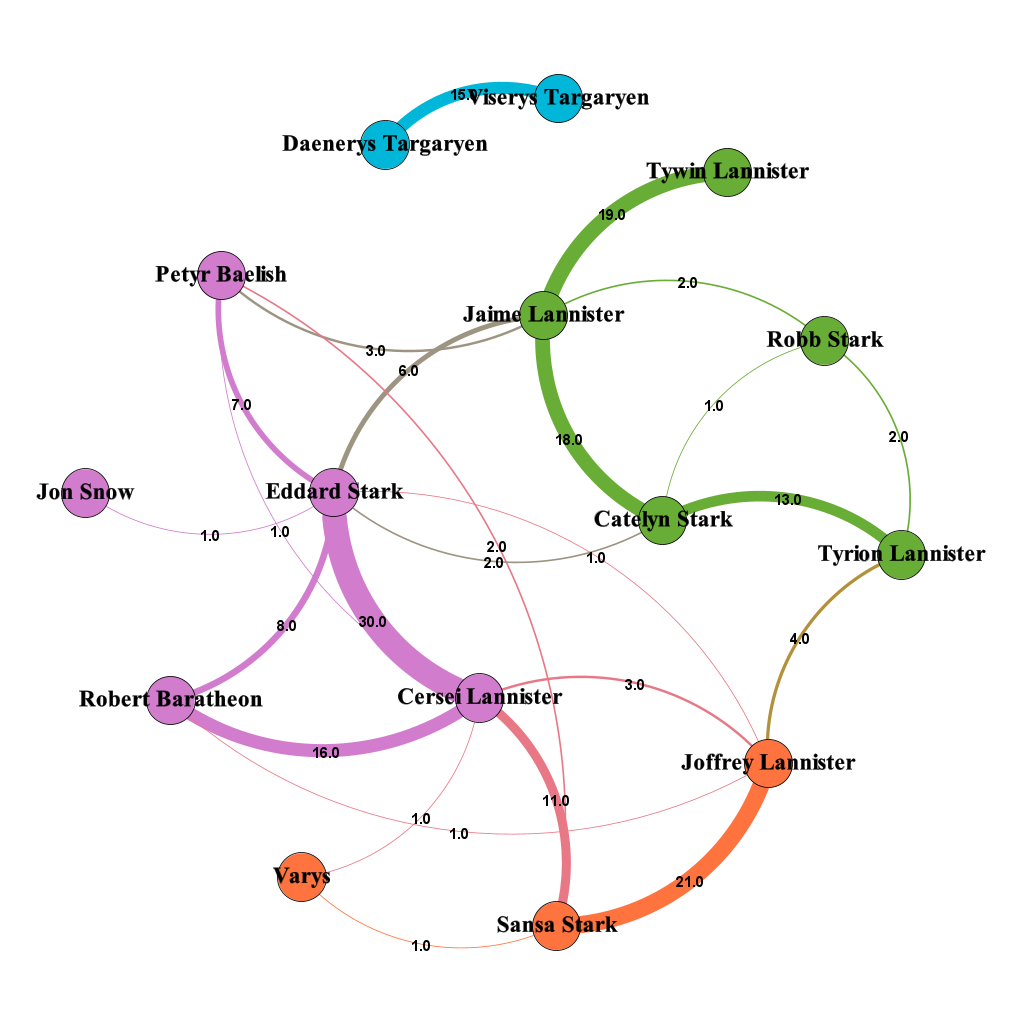 15.0
Viserys Targaryen
Daenerys Targaryen
Tywin Lannister
19.0
Petyr Baelish
2.0
Jaime Lannister
Robb Stark
3.0
6.0
7.0
1.0
2.0
18.0
Jon Snow
Eddard Stark
13.0
Catelyn Stark
1.0
1.0
2.0
Tyrion Lannister
2.0
1.0
30.0
8.0
4.0
3.0
Robert Baratheon
Cersei Lannister
16.0
Joffrey Lannister
11.0
1.0
1.0
Varys
21.0
Sansa Stark
1.0